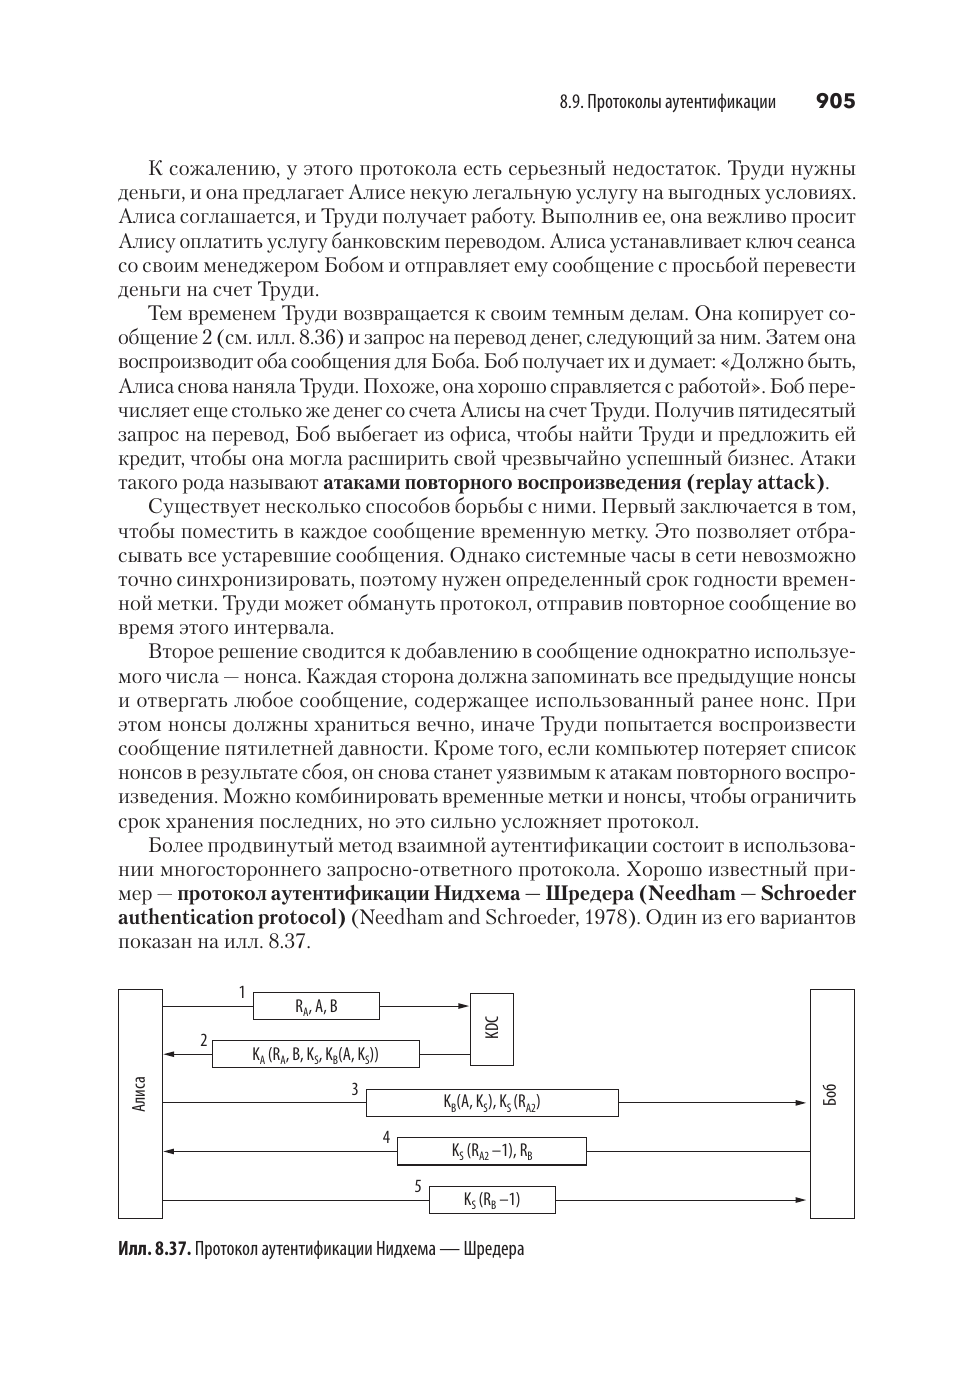 8.9. Протоколы аутентификации 905
К сожалению, у этого протокола есть серьезный недостаток. Труди нужны
деньги, и она предлагает Алисе некую легальную услугу на выгодных условиях.
Алиса соглашается, и Труди получает работу. Выполнив ее, она вежливо просит
Алису оплатить услугу банковским переводом. Алиса устанавливает ключ сеанса
со своим менеджером Бобом и отправляет ему сообщение с просьбой перевести
деньги на счет Труди.
Тем временем Труди возвращается к своим темным делам. Она копирует со-
общение 2 (см. илл. 8.36) и запрос на перевод денег, следующий за ним. Затем она
воспроизводит оба сообщения для Боба. Боб получает их и думает: «Должно быть,
Алиса снова наняла Труди. Похоже, она хорошо справляется с работой». Боб пере-
числяет еще столько же денег со счета Алисы на счет Труди. Получив пятидесятый
запрос на перевод, Боб выбегает из офиса, чтобы найти Труди и предложить ей
кредит, чтобы она могла расширить свой чрезвычайно успешный бизнес. Атаки
такого рода называют атаками повторного воспроизведения (replay attack).
Существует несколько способов борьбы с ними. Первый заключается в том,
чтобы поместить в каждое сообщение временную метку. Это позволяет отбра-
сывать все устаревшие сообщения. Однако системные часы в сети невозможно
точно синхронизировать, поэтому нужен определенный срок годности времен-
ной метки. Труди может обмануть протокол, отправив повторное сообщение во
время этого интервала.
Второе решение сводится к добавлению в сообщение однократно используе-
мого числа — нонса. Каждая сторона должна запоминать все предыдущие нонсы
и отвергать любое сообщение, содержащее использованный ранее нонс. При
этом нонсы должны храниться вечно, иначе Труди попытается воспроизвести
сообщение пятилетней давности. Кроме того, если компьютер потеряет список
нонсов в результате сбоя, он снова станет уязвимым к атакам повторного воспро-
изведения. Можно комбинировать временные метки и нонсы, чтобы ограничить
срок хранения последних, но это сильно усложняет протокол.
Более продвинутый метод взаимной аутентификации состоит в использова-
нии многостороннего запросно-ответного протокола. Хорошо известный при-
мер — протокол аутентификации Нидхема — Шредера (Needham — Schroeder
authentication protocol) (Needham and Schroeder, 1978). Один из его вариантов
показан на илл. 8.37.
Алиса
1
R_A, A, B
KDC
2
K_A (R_A, B, K_S, K_B(A, K_S))
3
K_B(A, K_S), K_S (R_A2)
4
K_S (R_A2 –1), R_B
5
K_S (R_B –1)
Боб
Илл. 8.37. Протокол аутентификации Нидхема — Шредера